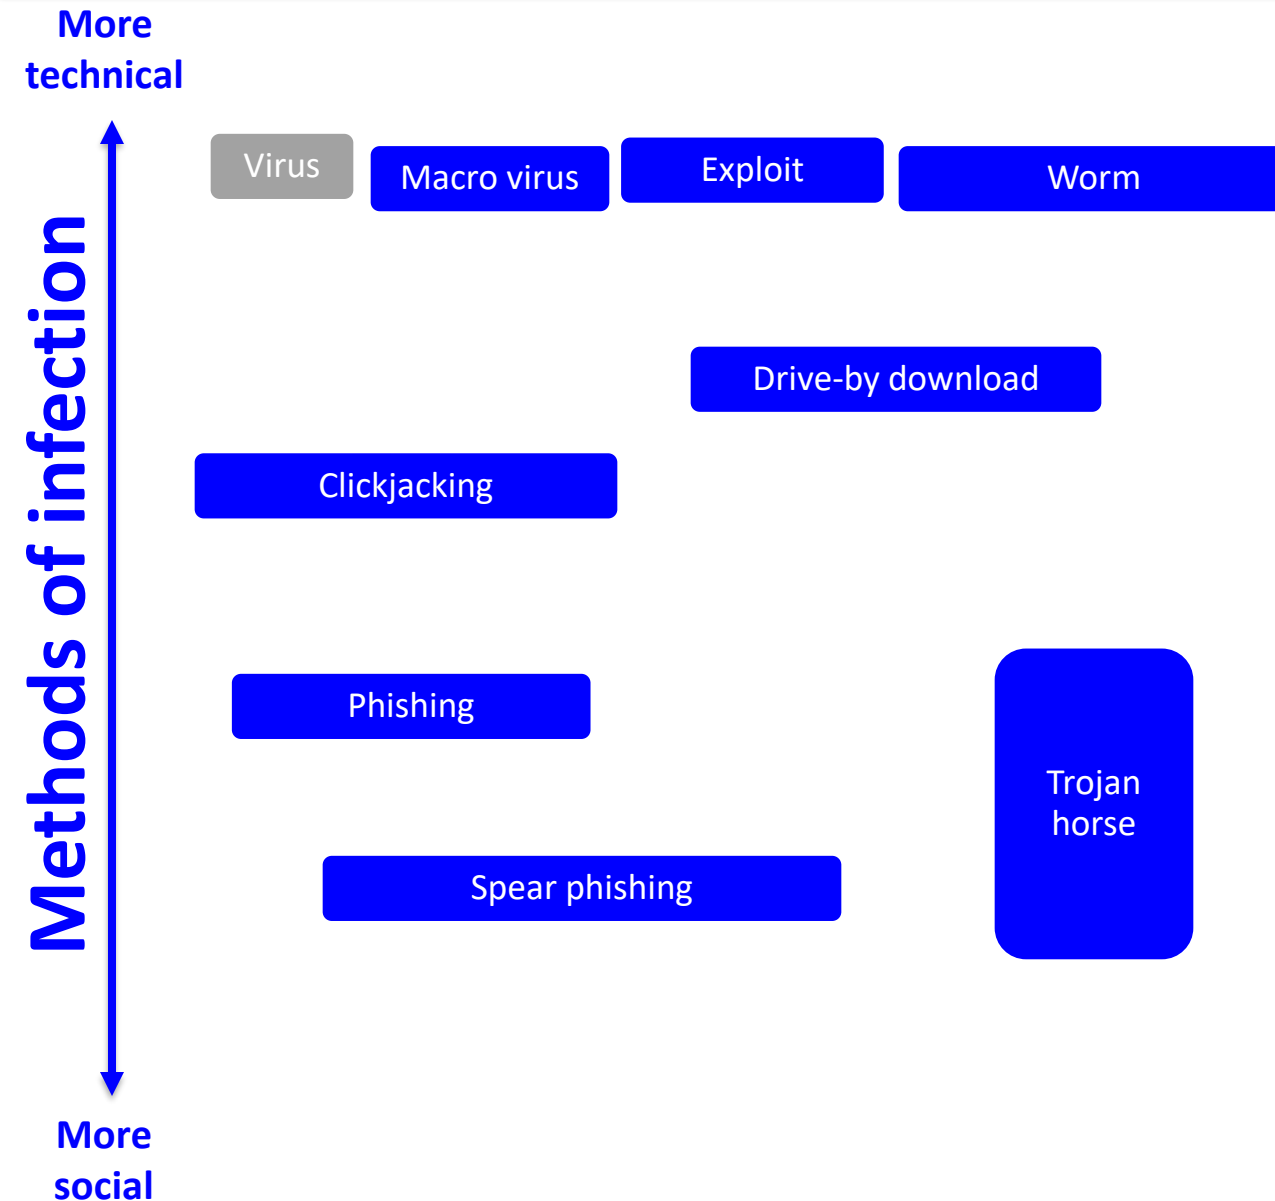 More
technical
Methods of infection
Virus
Macro virus
Exploit
Worm
Drive-by download
Clickjacking
Phishing
Trojan
horse
Spear phishing
More
social